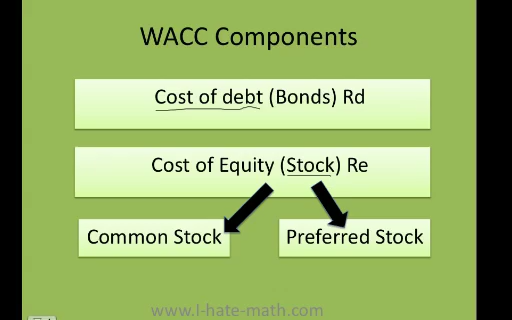 WACC Components
Cost of debt (Bonds) Rd
Cost of Equity (Stock) Re
Common Stock
Preferred Stock
www.I-hate-math.com